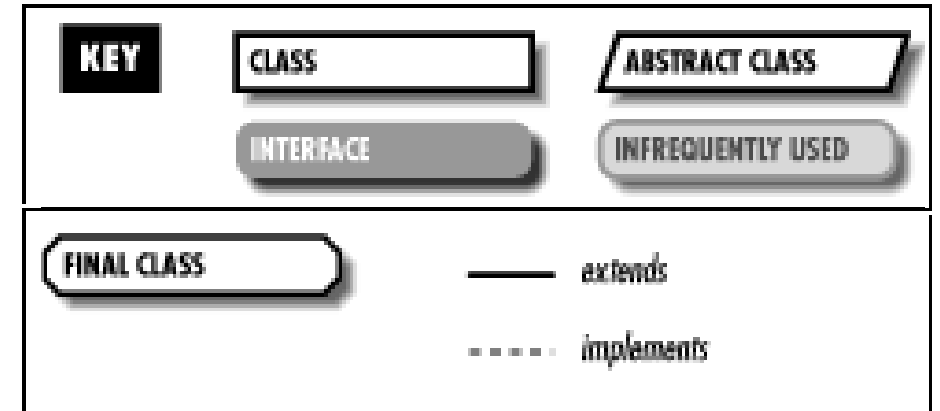 KEY
CLASS
ABSTRACT CLASS
INTERFACE
INFREQUENTLY USED
FINAL CLASS
extends
implements